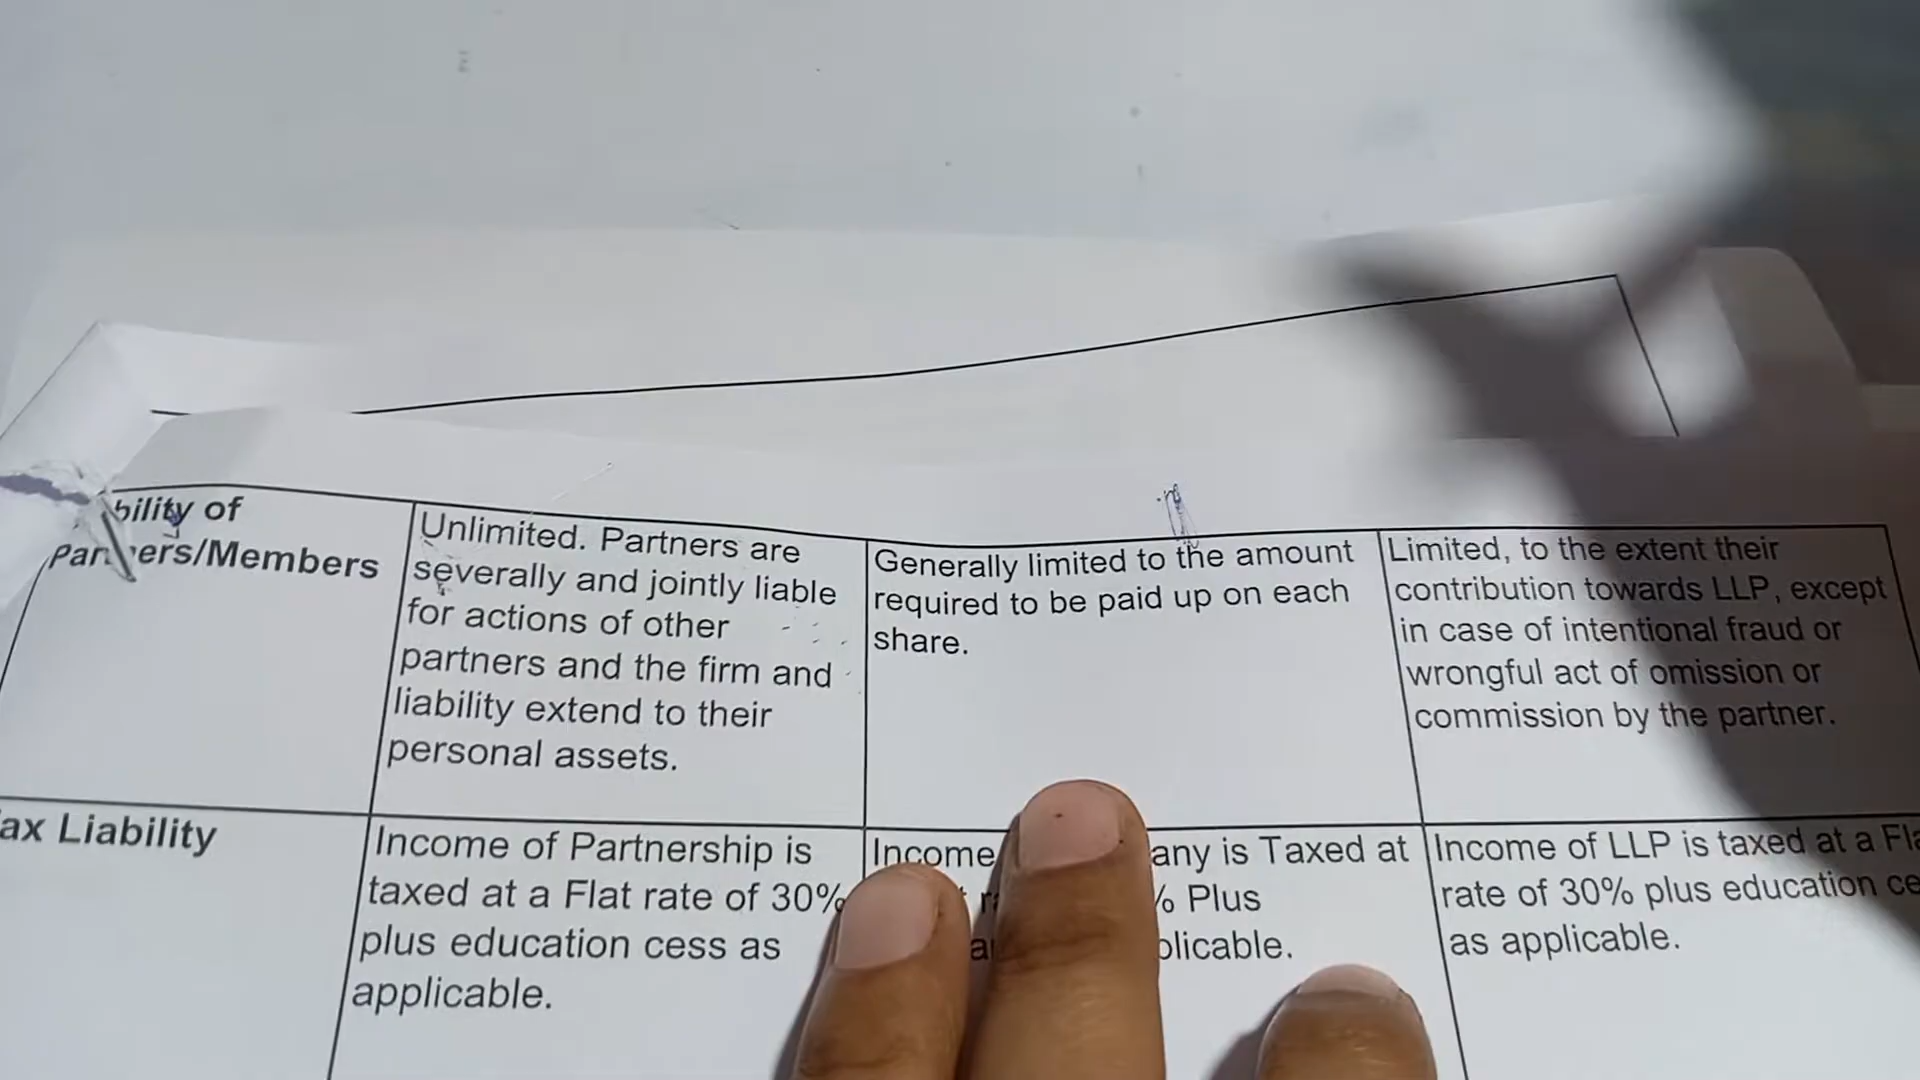 bility of
Partners/Members
Unlimited. Partners are
severally and jointly liable
for actions of other
partners and the firm and
liability extend to their
personal assets.
Generally limited to the amount
required to be paid up on each
share.
Limited, to the extent their
contribution towards LLP, except
in case of intentional fraud or
wrongful act of omission or
commission by the partner.
ax Liability
Income of Partnership is
taxed at a Flat rate of 30%
plus education cess as
applicable.
Income any is Taxed at
% Plus
plicable.
Income of LLP is taxed at a Fla
rate of 30% plus education ce
as applicable.